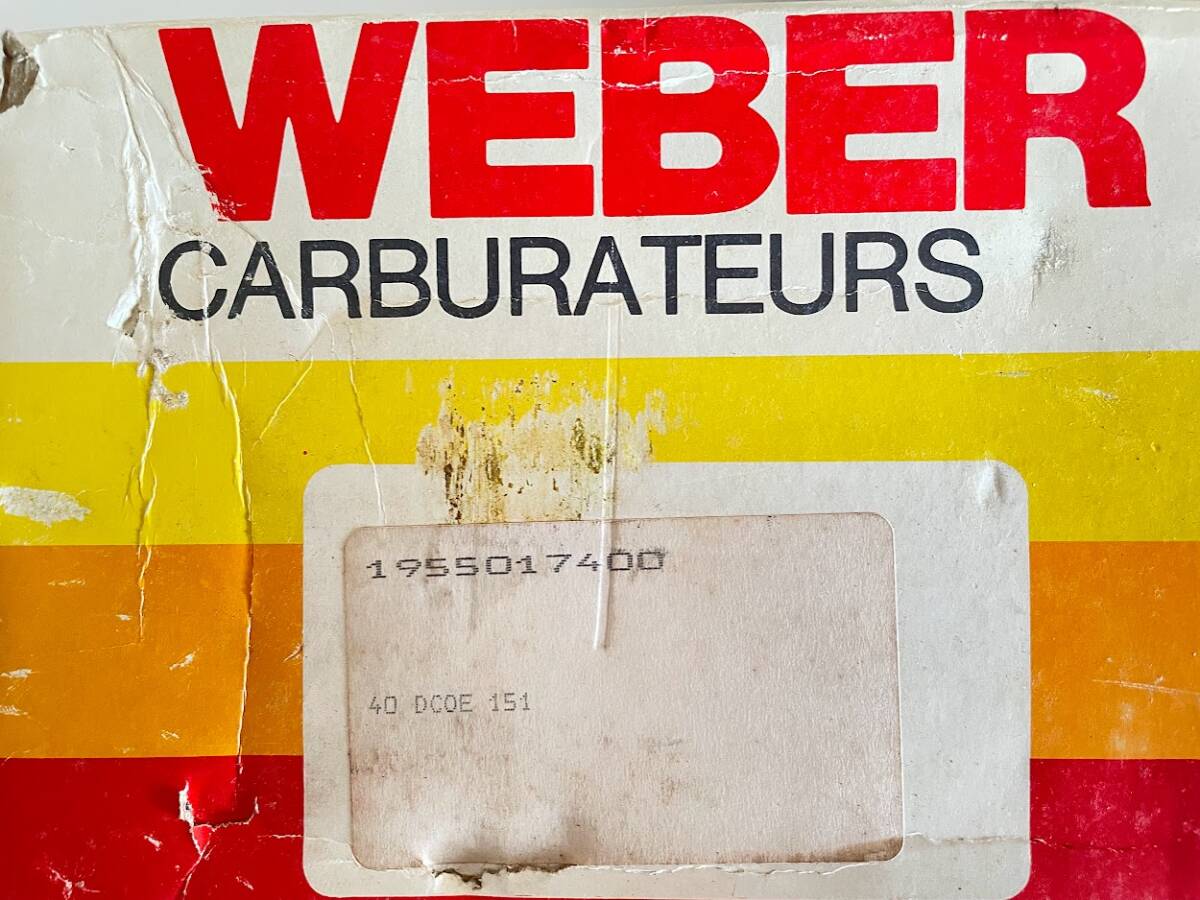 WEBER
CARBURATEURS
1955017400
40 DCOE 151